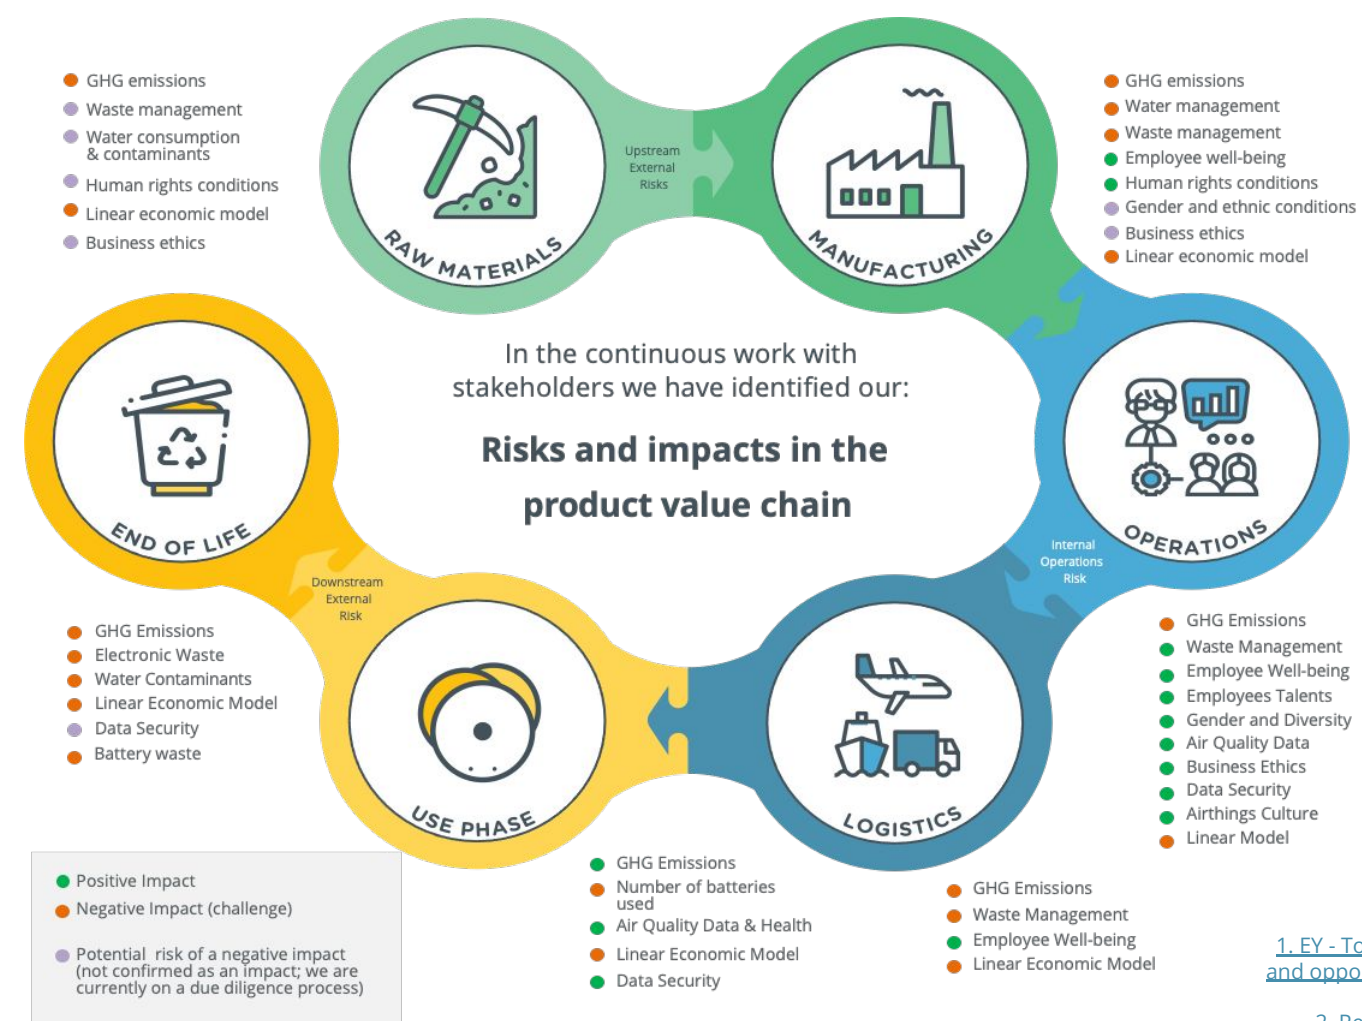 GHG emissions
Waste management
Water consumption
& contaminants
Human rights conditions
Linear economic model
Business ethics
RAW MATERIALS
Upstream
External
Risks
MANUFACTURING
GHG emissions
Water management
Waste management
Employee well-being
Human rights conditions
Gender and ethnic conditions
Business ethics
Linear economic model
In the continuous work with
stakeholders we have identified our:
Risks and impacts in the
product value chain
END OF LIFE
OPERATIONS
Internal
Operations
Risk
Downstream
External
Risk
GHG Emissions
Electronic Waste
Water Contaminants
Linear Economic Model
Data Security
Battery waste
GHG Emissions
Waste Management
Employee Well-being
Employees Talents
Gender and Diversity
Air Quality Data
Business Ethics
Data Security
Airthings Culture
Linear Model
USE PHASE
LOGISTICS
GHG Emissions
Number of batteries
used
Air Quality Data & Health
Linear Economic Model
Data Security
GHG Emissions
Waste Management
Employee Well-being
Linear Economic Model
Positive Impact
Negative Impact (challenge)
Potential risk of a negative impact
(not confirmed as an impact; we are
currently on a due diligence process)
1. EY - To
and oppo